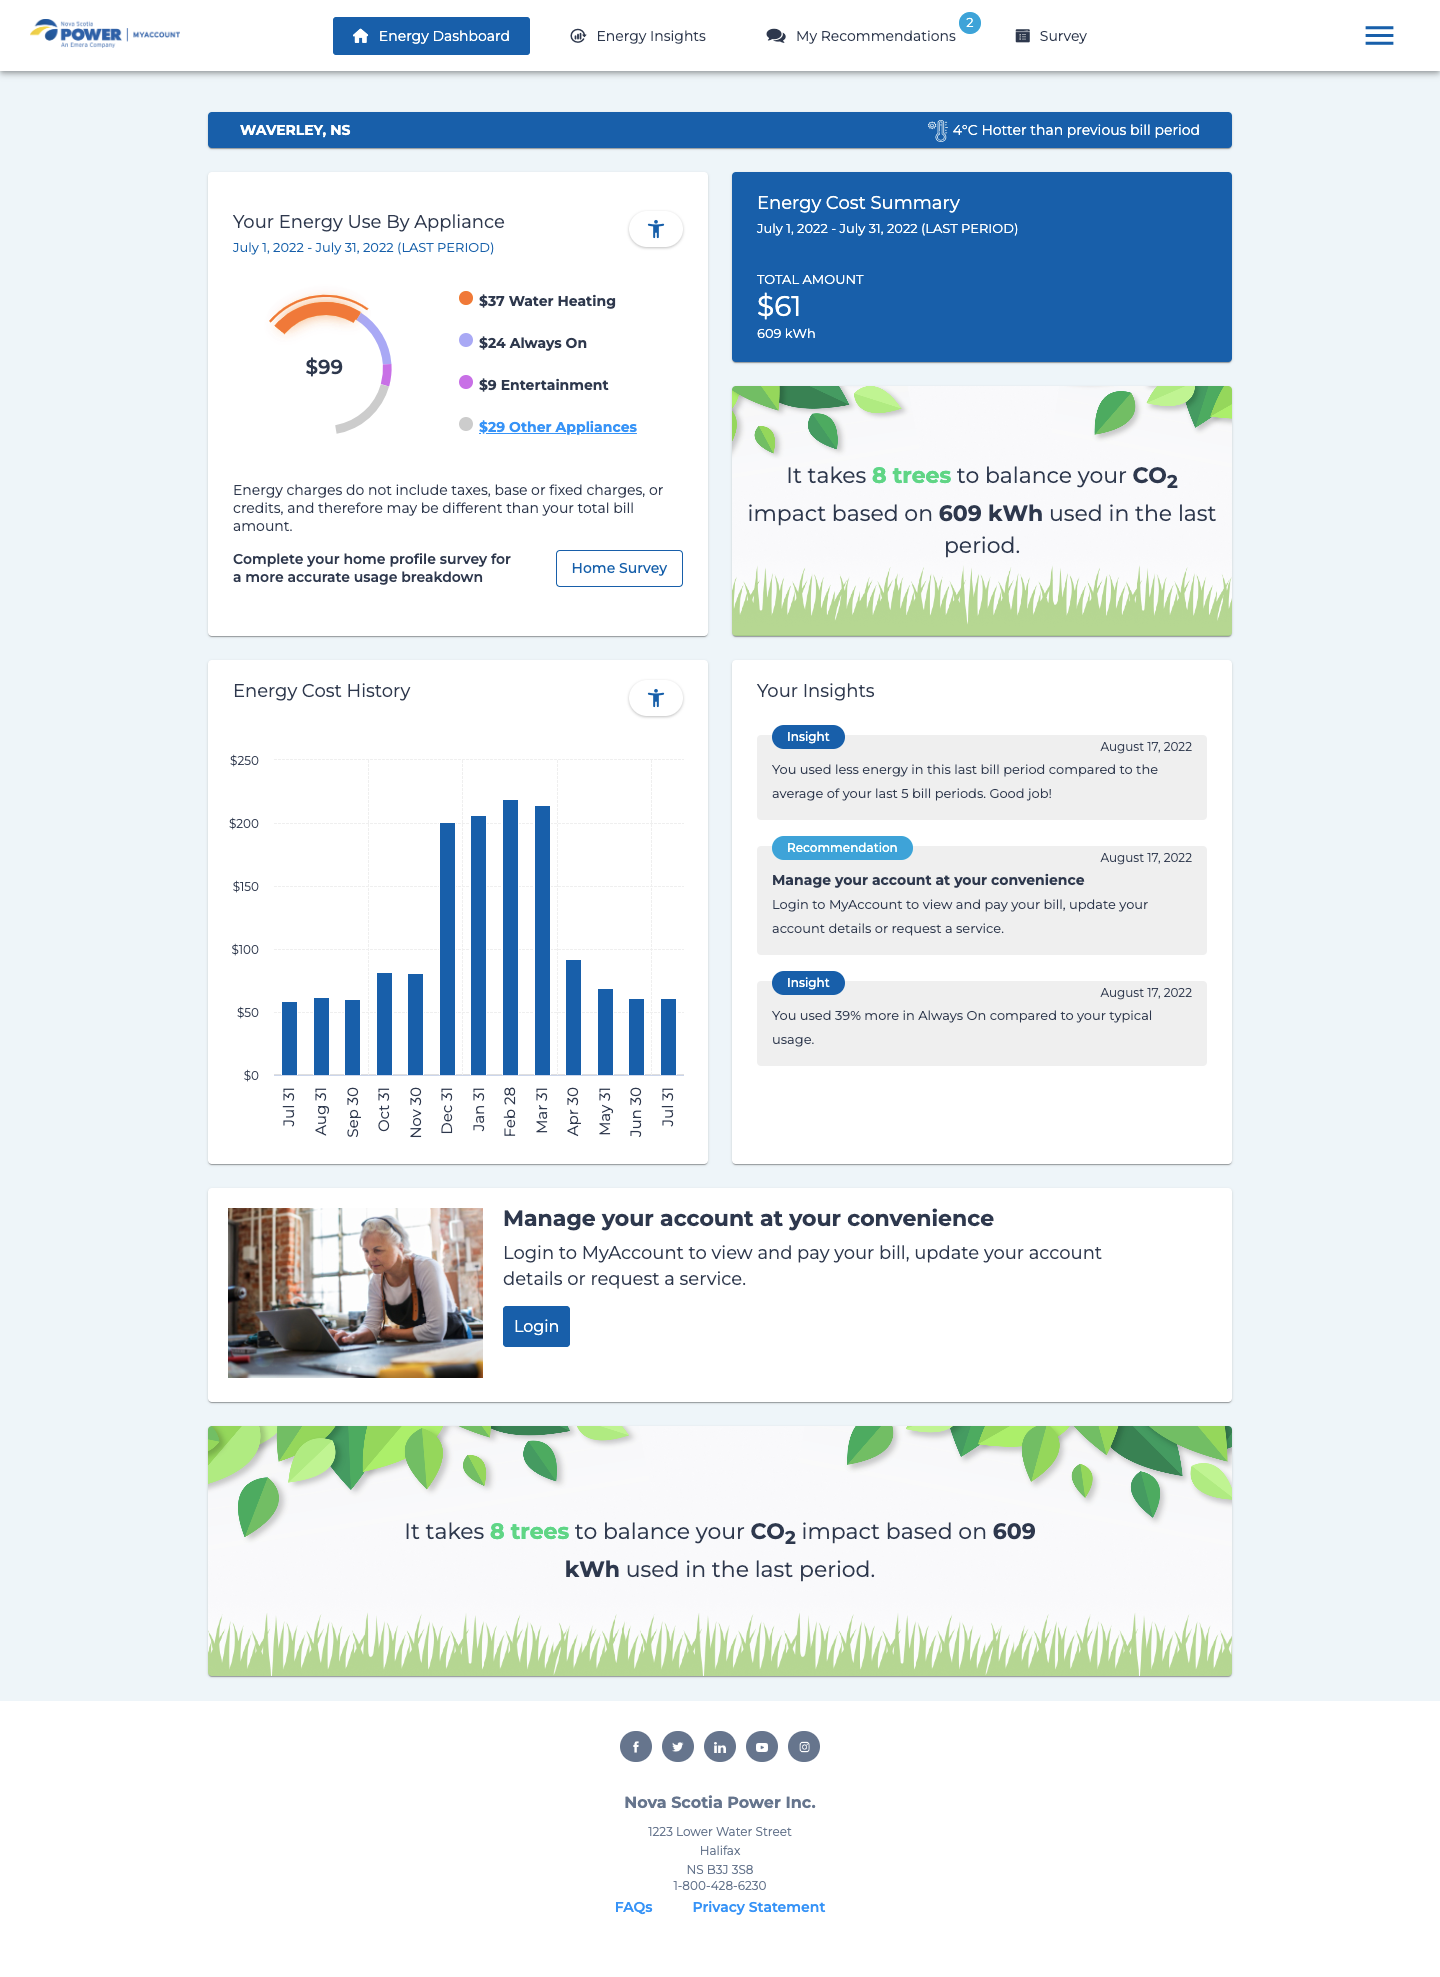 Nova Scotia
POWER
An Emera Company
MYACCOUNT
Energy Dashboard
Energy Insights
My Recommendations
2
Survey
WAVERLEY, NS
4°C Hotter than previous bill period
Your Energy Use By Appliance
July 1, 2022 - July 31, 2022 (LAST PERIOD)
$99
$37 Water Heating
$24 Always On
$9 Entertainment
$29 Other Appliances
Energy charges do not include taxes, base or fixed charges, or
credits, and therefore may be different than your total bill
amount.
Complete your home profile survey for
a more accurate usage breakdown
Home Survey
Energy Cost Summary
July 1, 2022 - July 31, 2022 (LAST PERIOD)
TOTAL AMOUNT
$61
609 kWh
It takes 8 trees to balance your CO2
impact based on 609 kWh used in the last
period.
Energy Cost History
$250
$200
$150
$100
$50
$0
Jul 31
Aug 31
Sep 30
Oct 31
Nov 30
Dec 31
Jan 31
Feb 28
Mar 31
Apr 30
May 31
Jun 30
Jul 31
Your Insights
Insight
August 17, 2022
You used less energy in this last bill period compared to the
average of your last 5 bill periods. Good job!
Recommendation
August 17, 2022
Manage your account at your convenience
Login to MyAccount to view and pay your bill, update your
account details or request a service.
Insight
August 17, 2022
You used 39% more in Always On compared to your typical
usage.
Manage your account at your convenience
Login to MyAccount to view and pay your bill, update your account
details or request a service.
Login
It takes 8 trees to balance your CO2 impact based on 609
kWh used in the last period.
Nova Scotia Power Inc.
1223 Lower Water Street
Halifax
NS B3J 3S8
1-800-428-6230
FAQs
Privacy Statement